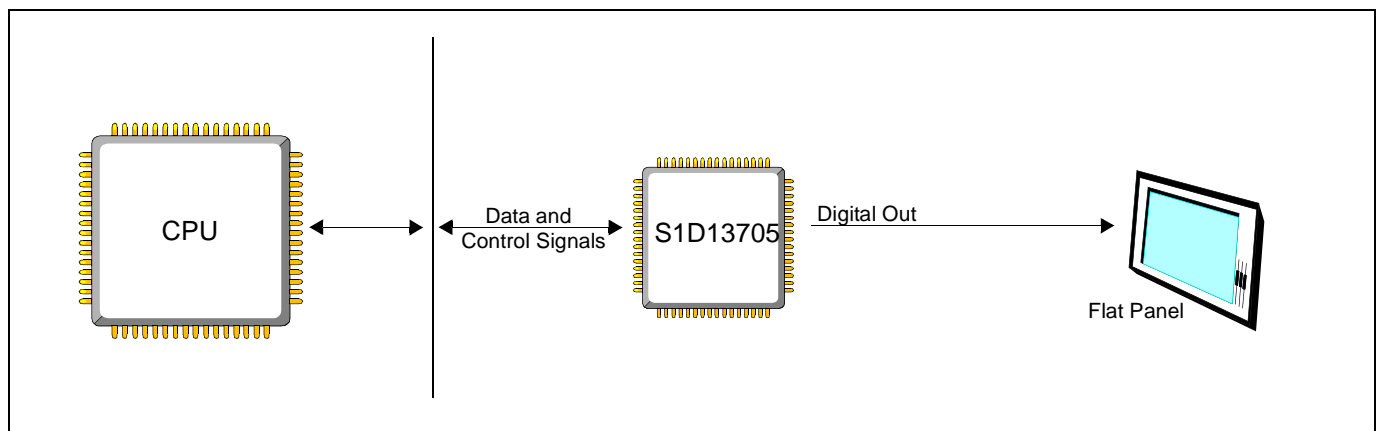 CPU
Data and
Control Signals
S1D13705
Digital Out
Flat Panel